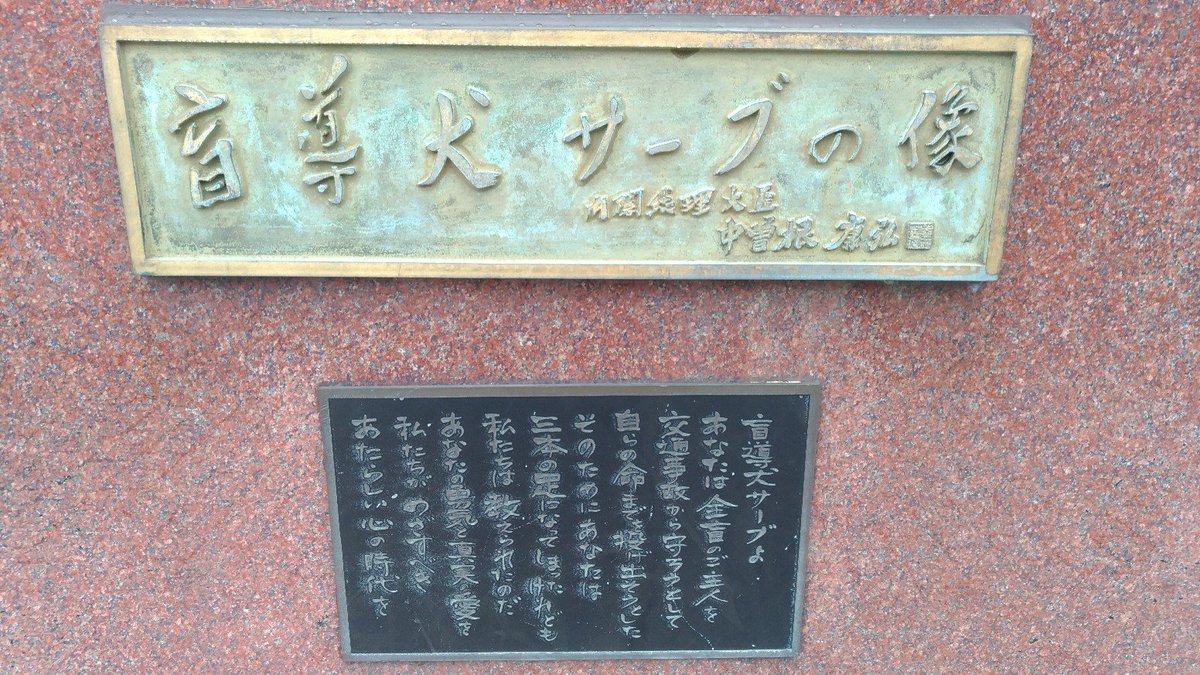 盲導犬サーブの像
内閣総理大臣
中曽根康弘
盲導犬サーブよ
あなたは全盲のご主人を
交通事故から守ろうとして
自らの命まで投げ出そうとした
そのためにあなたは
三本の足になってしまったけれども
私たちは教えられたのだ
あなたの勇気と真実の愛を
私たちがめざすべき
あたらしい心の時代を